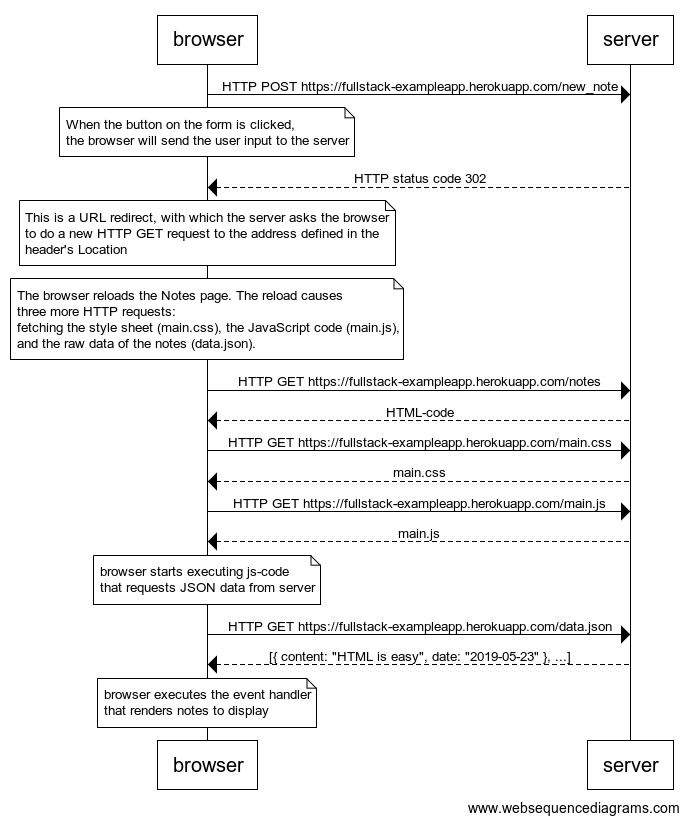 browser
server
HTTP POST https://fullstack-exampleapp.herokuapp.com/new_note
When the button on the form is clicked,
the browser will send the user input to the server
HTTP status code 302
This is a URL redirect, with which the server asks the browser
to do a new HTTP GET request to the address defined in the
header's Location
The browser reloads the Notes page. The reload causes
three more HTTP requests:
fetching the style sheet (main.css), the JavaScript code (main.js),
and the raw data of the notes (data.json).
HTTP GET https://fullstack-exampleapp.herokuapp.com/notes
HTML-code
HTTP GET https://fullstack-exampleapp.herokuapp.com/main.css
main.css
HTTP GET https://fullstack-exampleapp.herokuapp.com/main.js
main.js
browser starts executing js-code
that requests JSON data from server
HTTP GET https://fullstack-exampleapp.herokuapp.com/data.json
[{ content: "HTML is easy", date: "2019-05-23" }, ...]
browser executes the event handler
that renders notes to display
browser
server
www.websequencediagrams.com